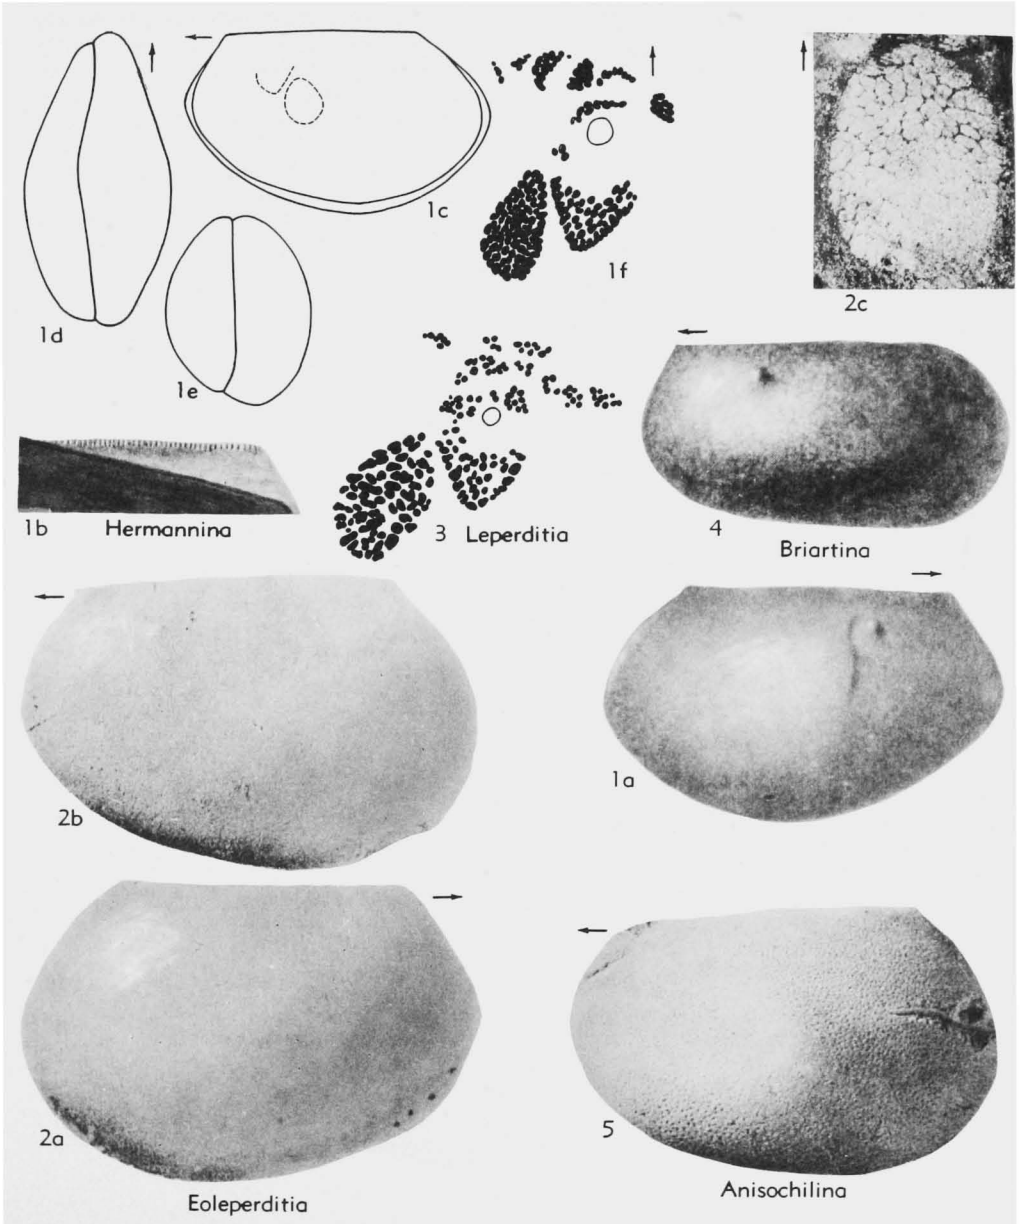 1c
1f
2c
1d
1e
1b Hermannina
3 Leperditia
4
Briartina
2b
1a
2a
5
Eoleperditia
Anisochilina